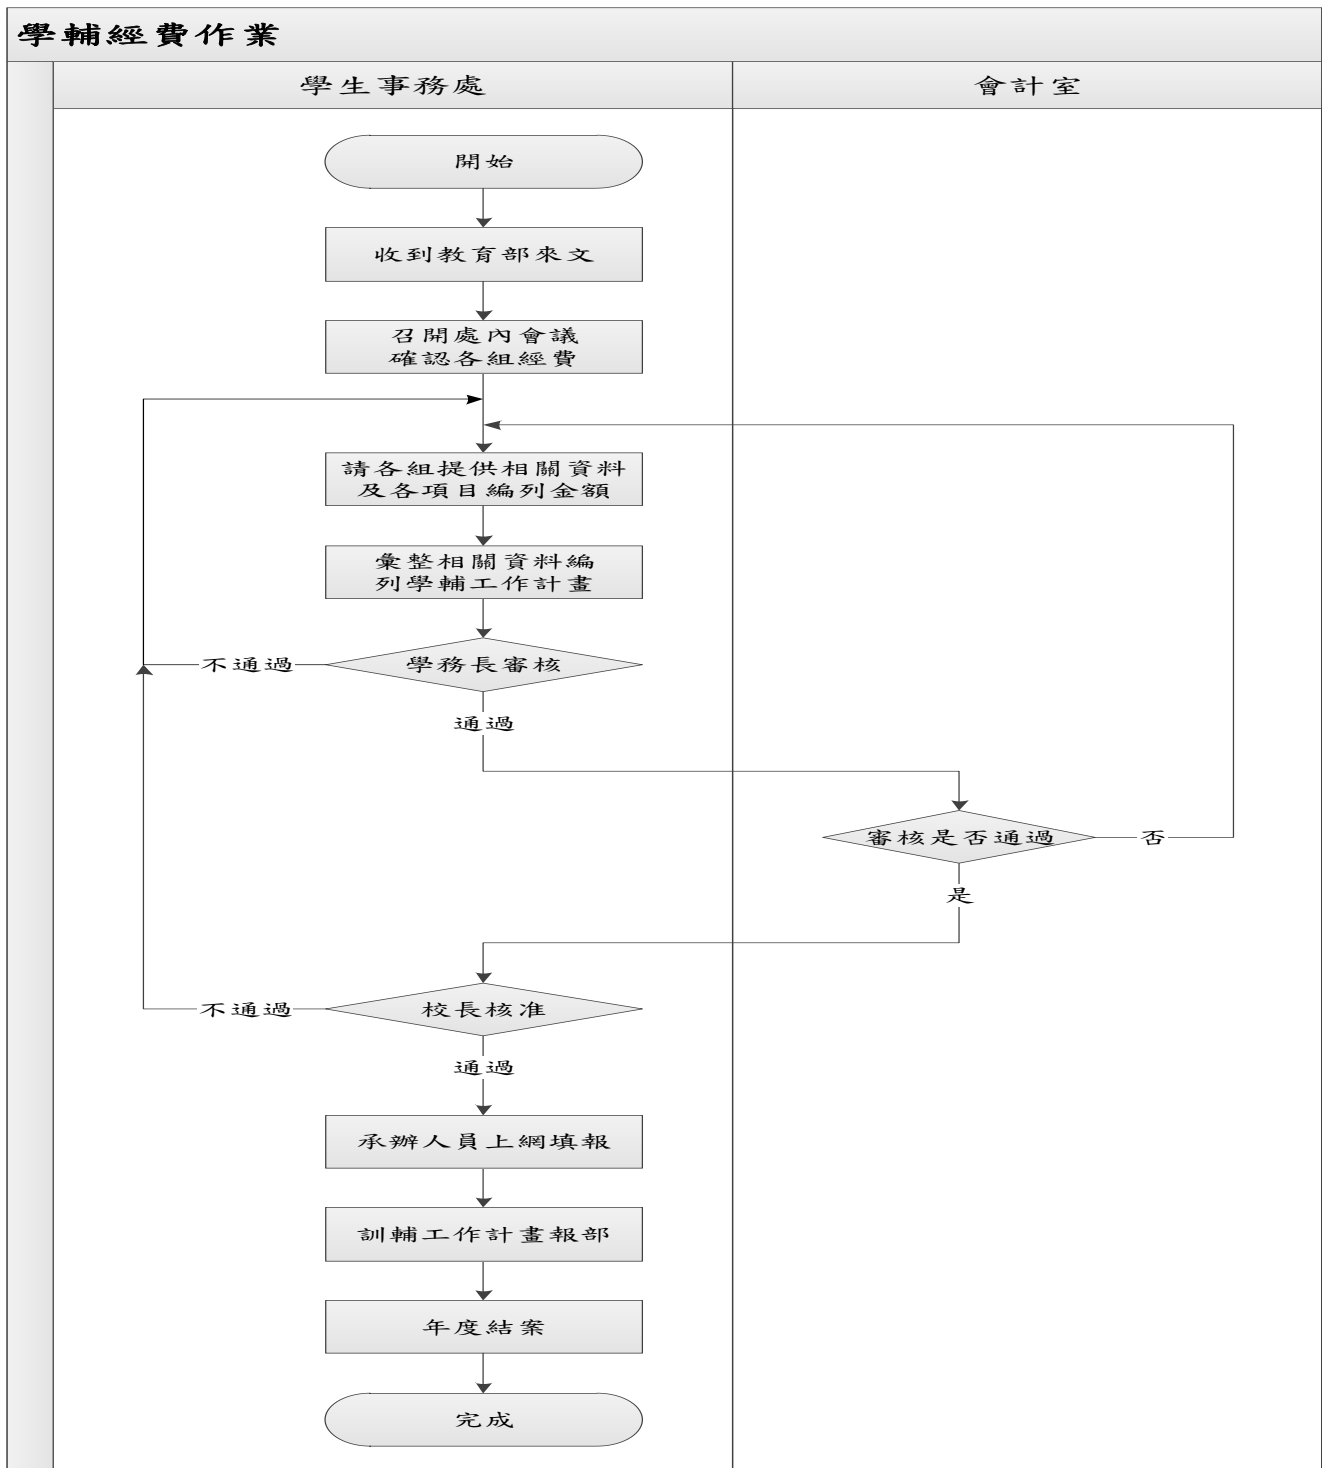 學輔經費作業
學生事務處
會計室
開始
收到教育部來文
召開處內會議
確認各組經費
請各組提供相關資料
及各項目編列金額
彙整相關資料編
列學輔工作計畫
不通過
學務長審核
通過
審核是否通過
否
是
不通過
校長核准
通過
承辦人員上網填報
訓輔工作計畫報部
年度結案
完成